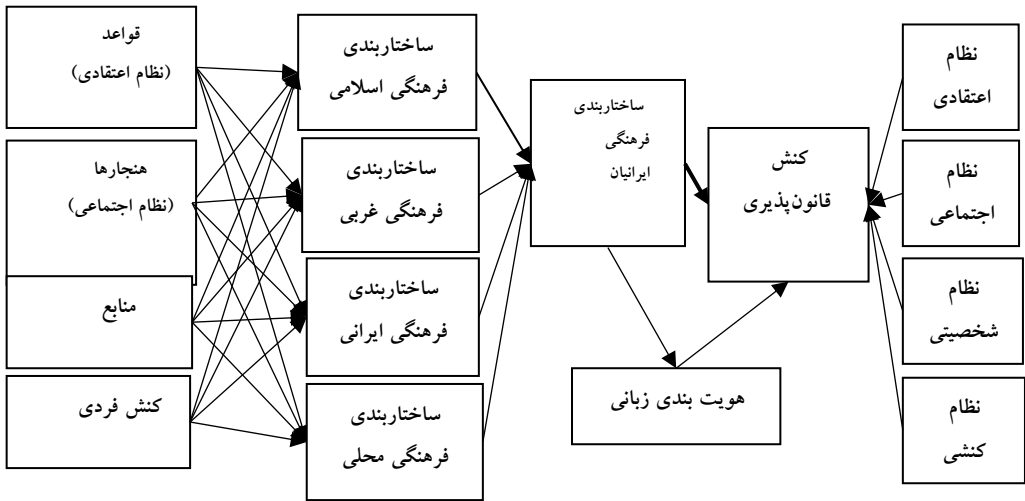 قواعد
(نظام اعتقادی)
هنجارها
(نظام اجتماعی)
منابع
کنش فردی
ساختاربندی
فرهنگی اسلامی
ساختاربندی
فرهنگی غربی
ساختاربندی
فرهنگی ایرانی
ساختاربندی
فرهنگی محلی
ساختاربندی
فرهنگی
ایرانیان
هویت بندی زبانی
کنش
قانون‌پذیری
نظام
اعتقادی
نظام
اجتماعی
نظام
شخصیتی
نظام
کنشی